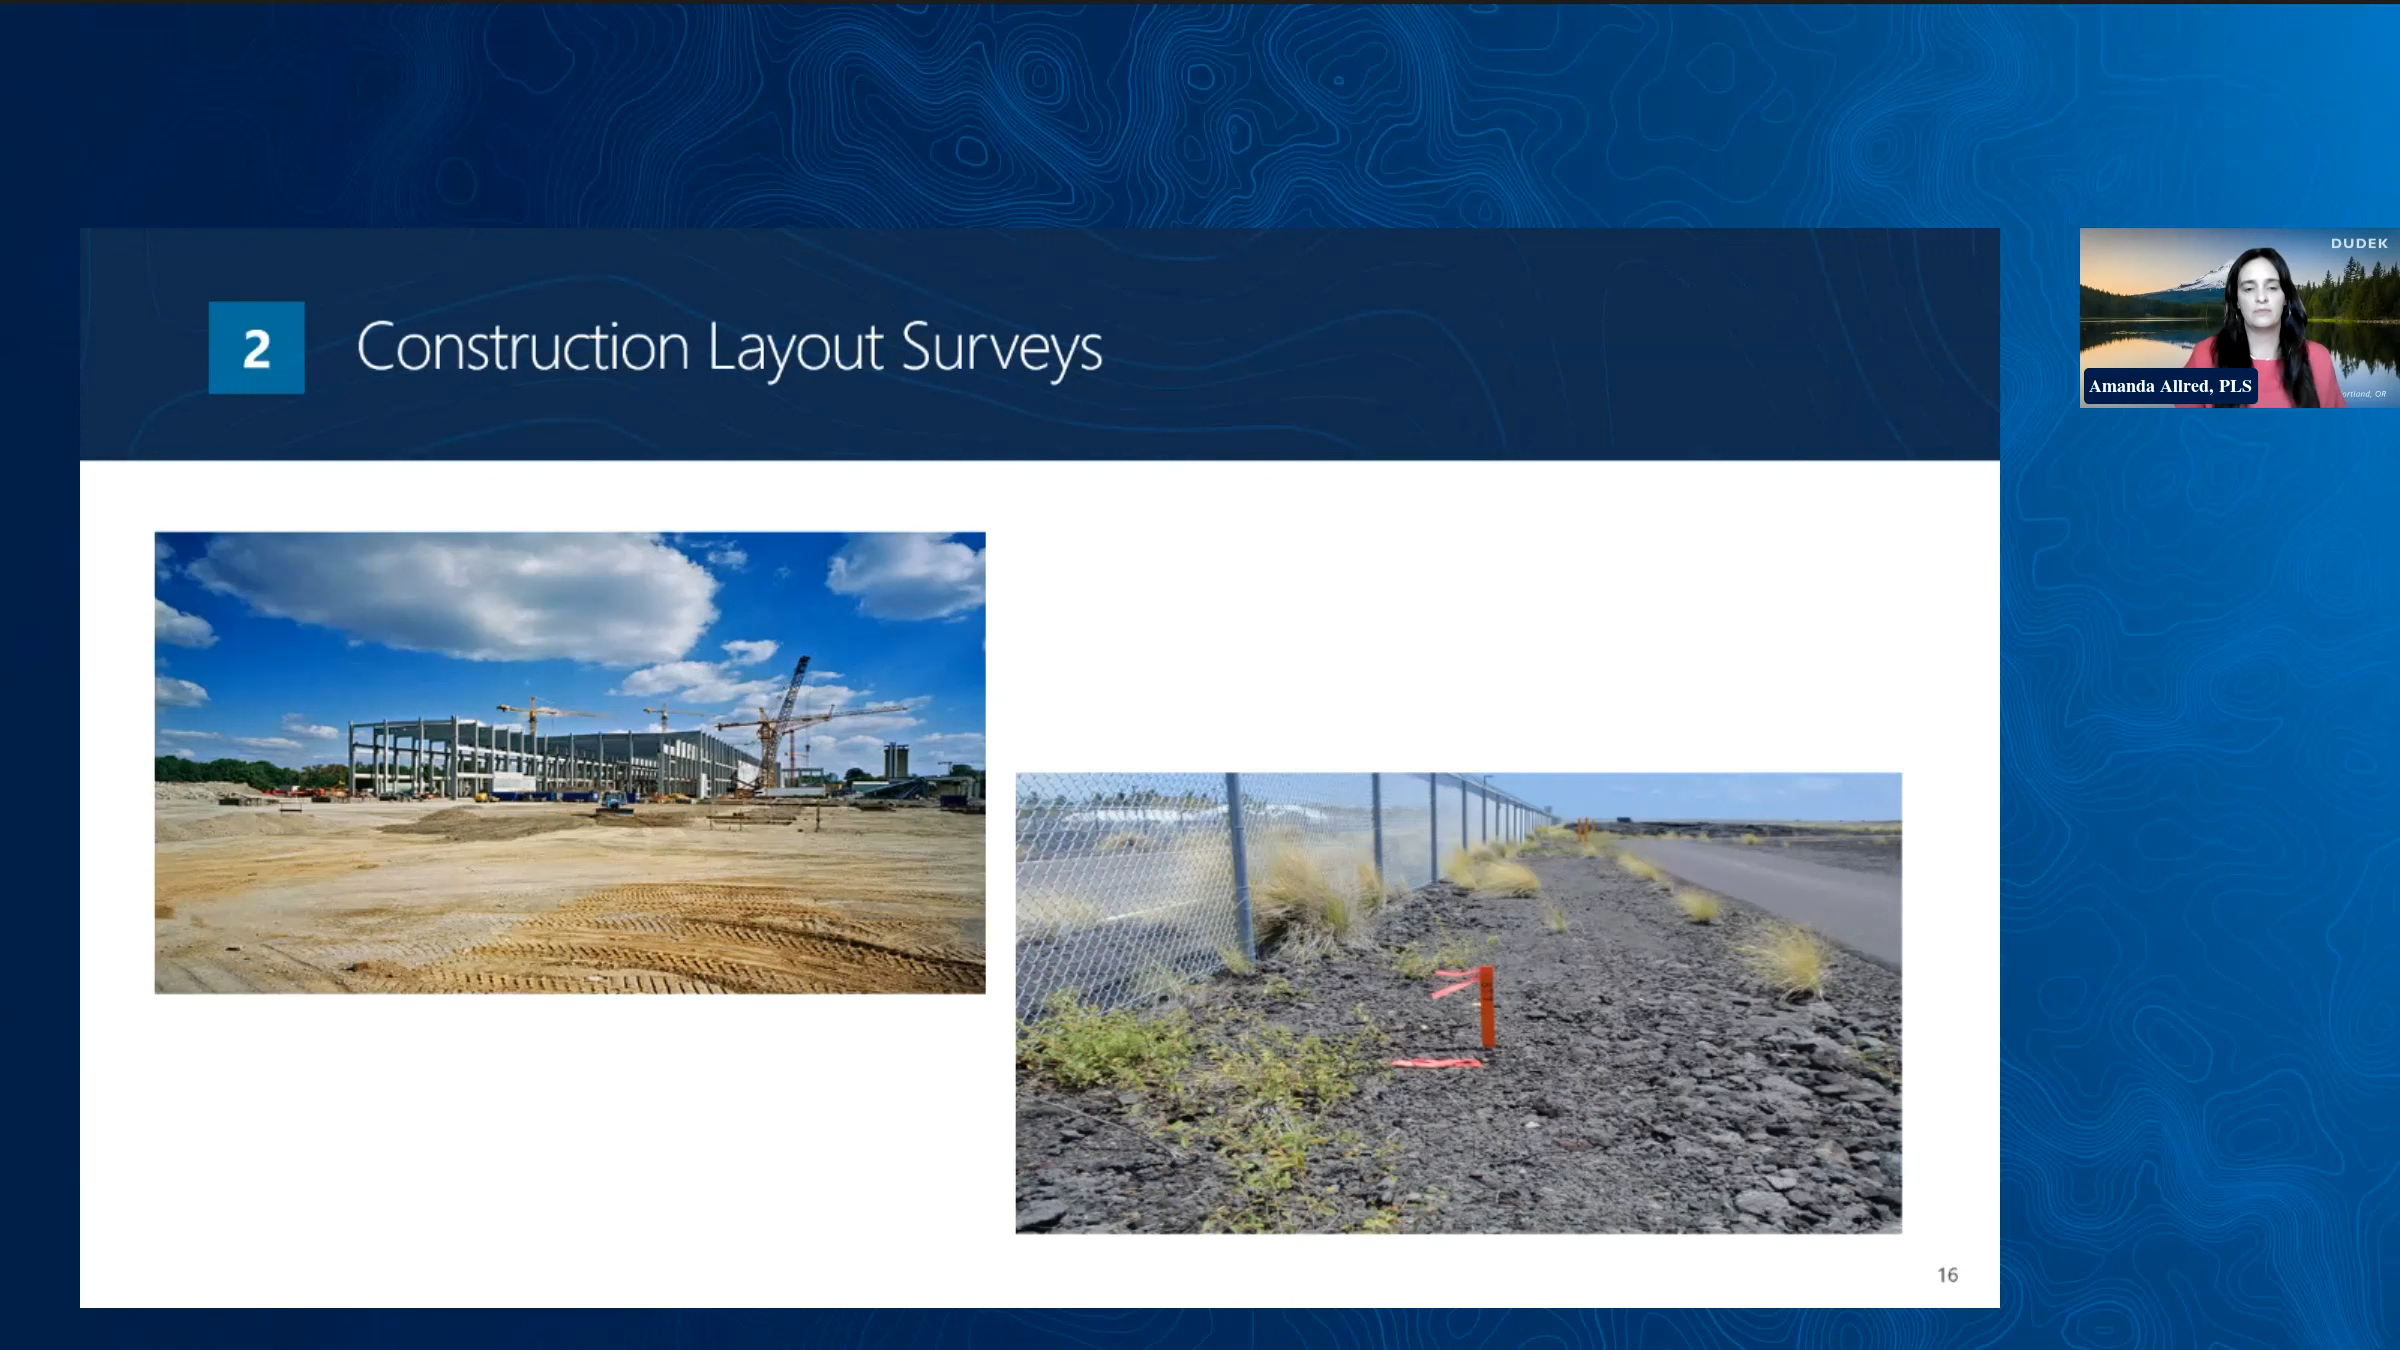 2
Construction Layout Surveys
DUDEK
Amanda Allred, PLS
16